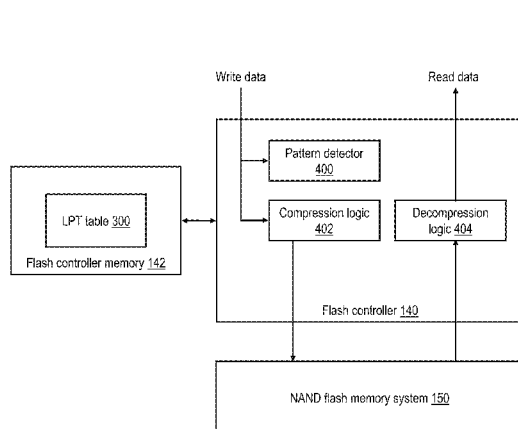 Write data
Read data
Pattern detector
400
LPT table 300
Compression logic
402
Decompression
logic 404
Flash controller memory 142
Flash controller 140
NAND flash memory system 150